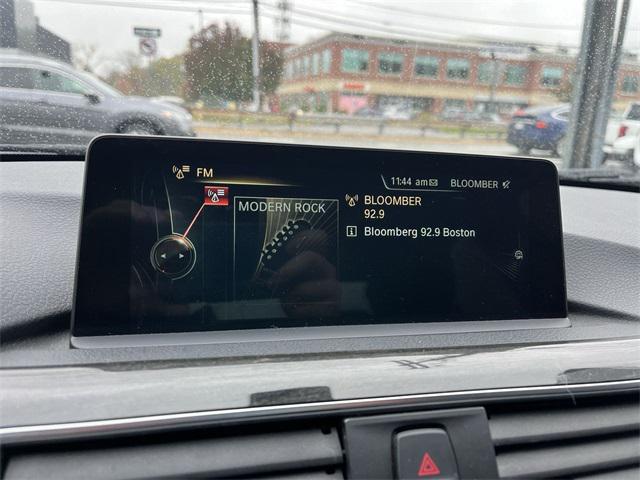 FM
11:44 am
BLOOMBER
MODERN ROCK
BLOOMBER
92.9
Bloomberg 92.9 Boston